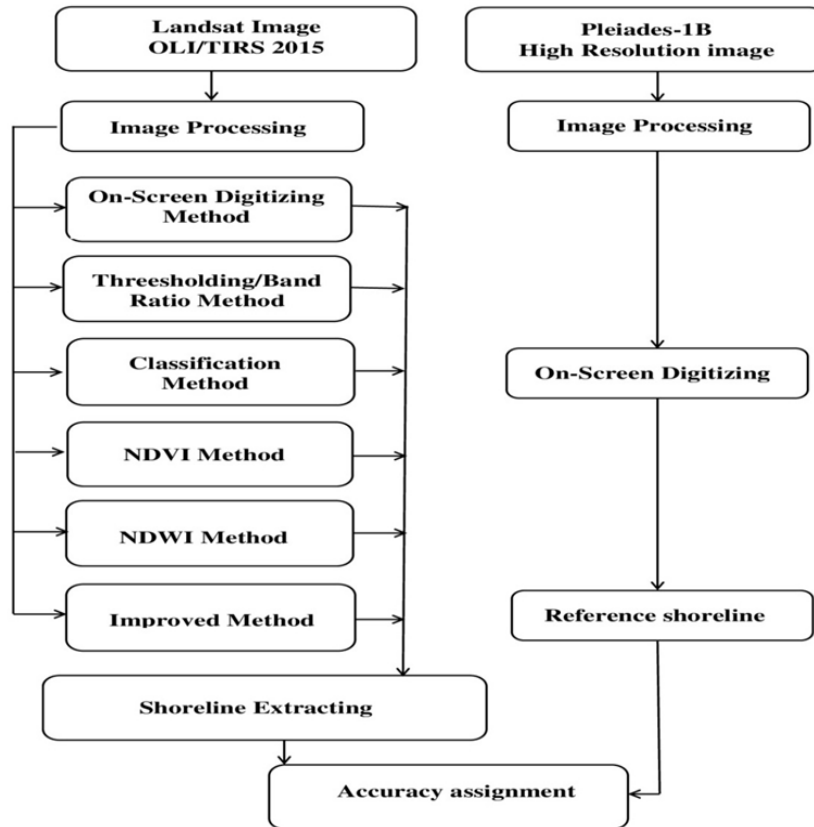 Landsat Image
OLI/TIRS 2015
Image Processing
On-Screen Digitizing
Method
Threesholding/Band
Ratio Method
Classification
Method
NDVI Method
NDWI Method
Improved Method
Shoreline Extracting
Pleiades-1B
High Resolution image
Image Processing
On-Screen Digitizing
Reference shoreline
Accuracy assignment